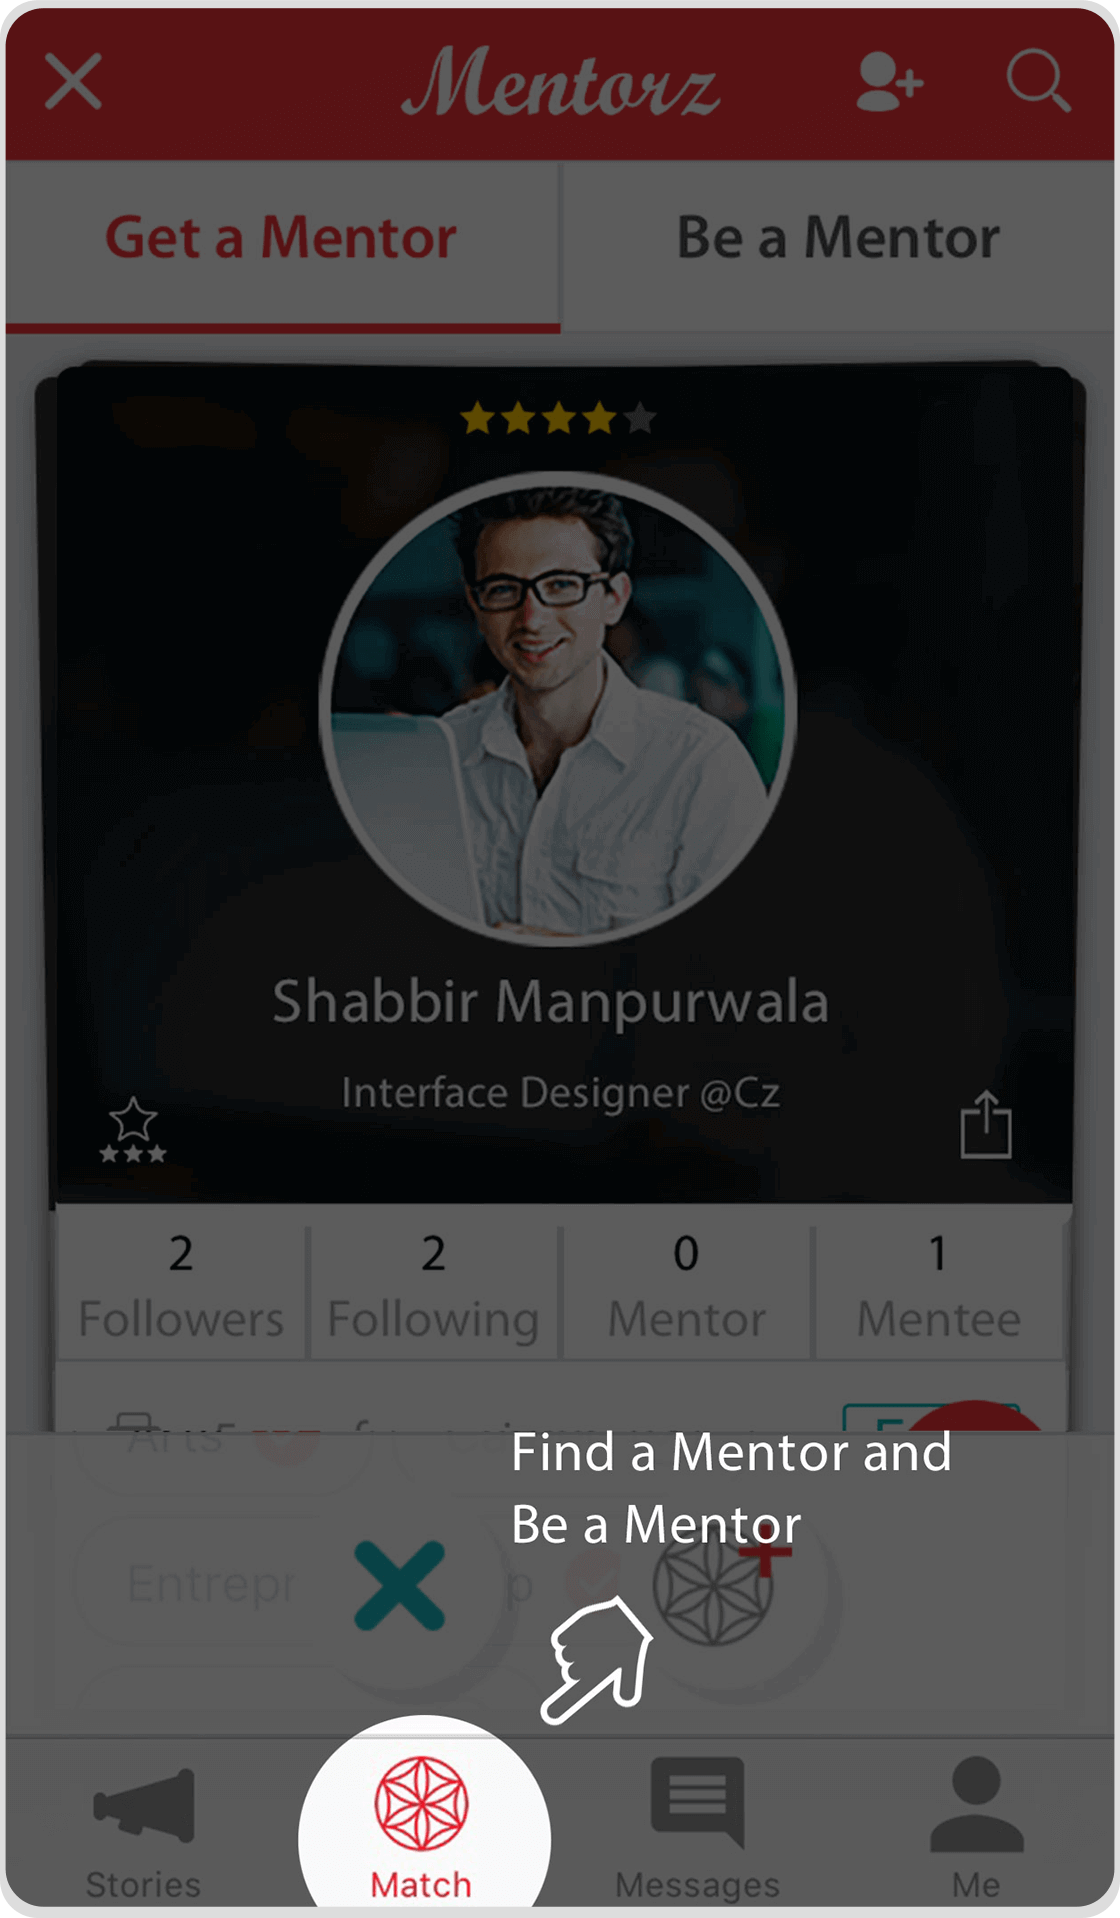 Mentorz
Get a Mentor
Be a Mentor
Shabbir Manpurwala
Interface Designer @Cz
2
2
0
1
Followers
Following
Mentor
Mentee
Arts
Find a Mentor and
Be a Mentor
Stories
Match
Messages
Me